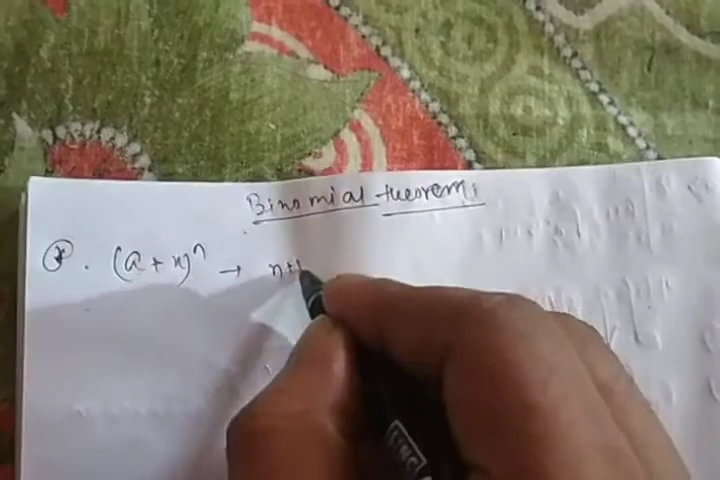 Binomial theorem
(a+x)ⁿ → n+1